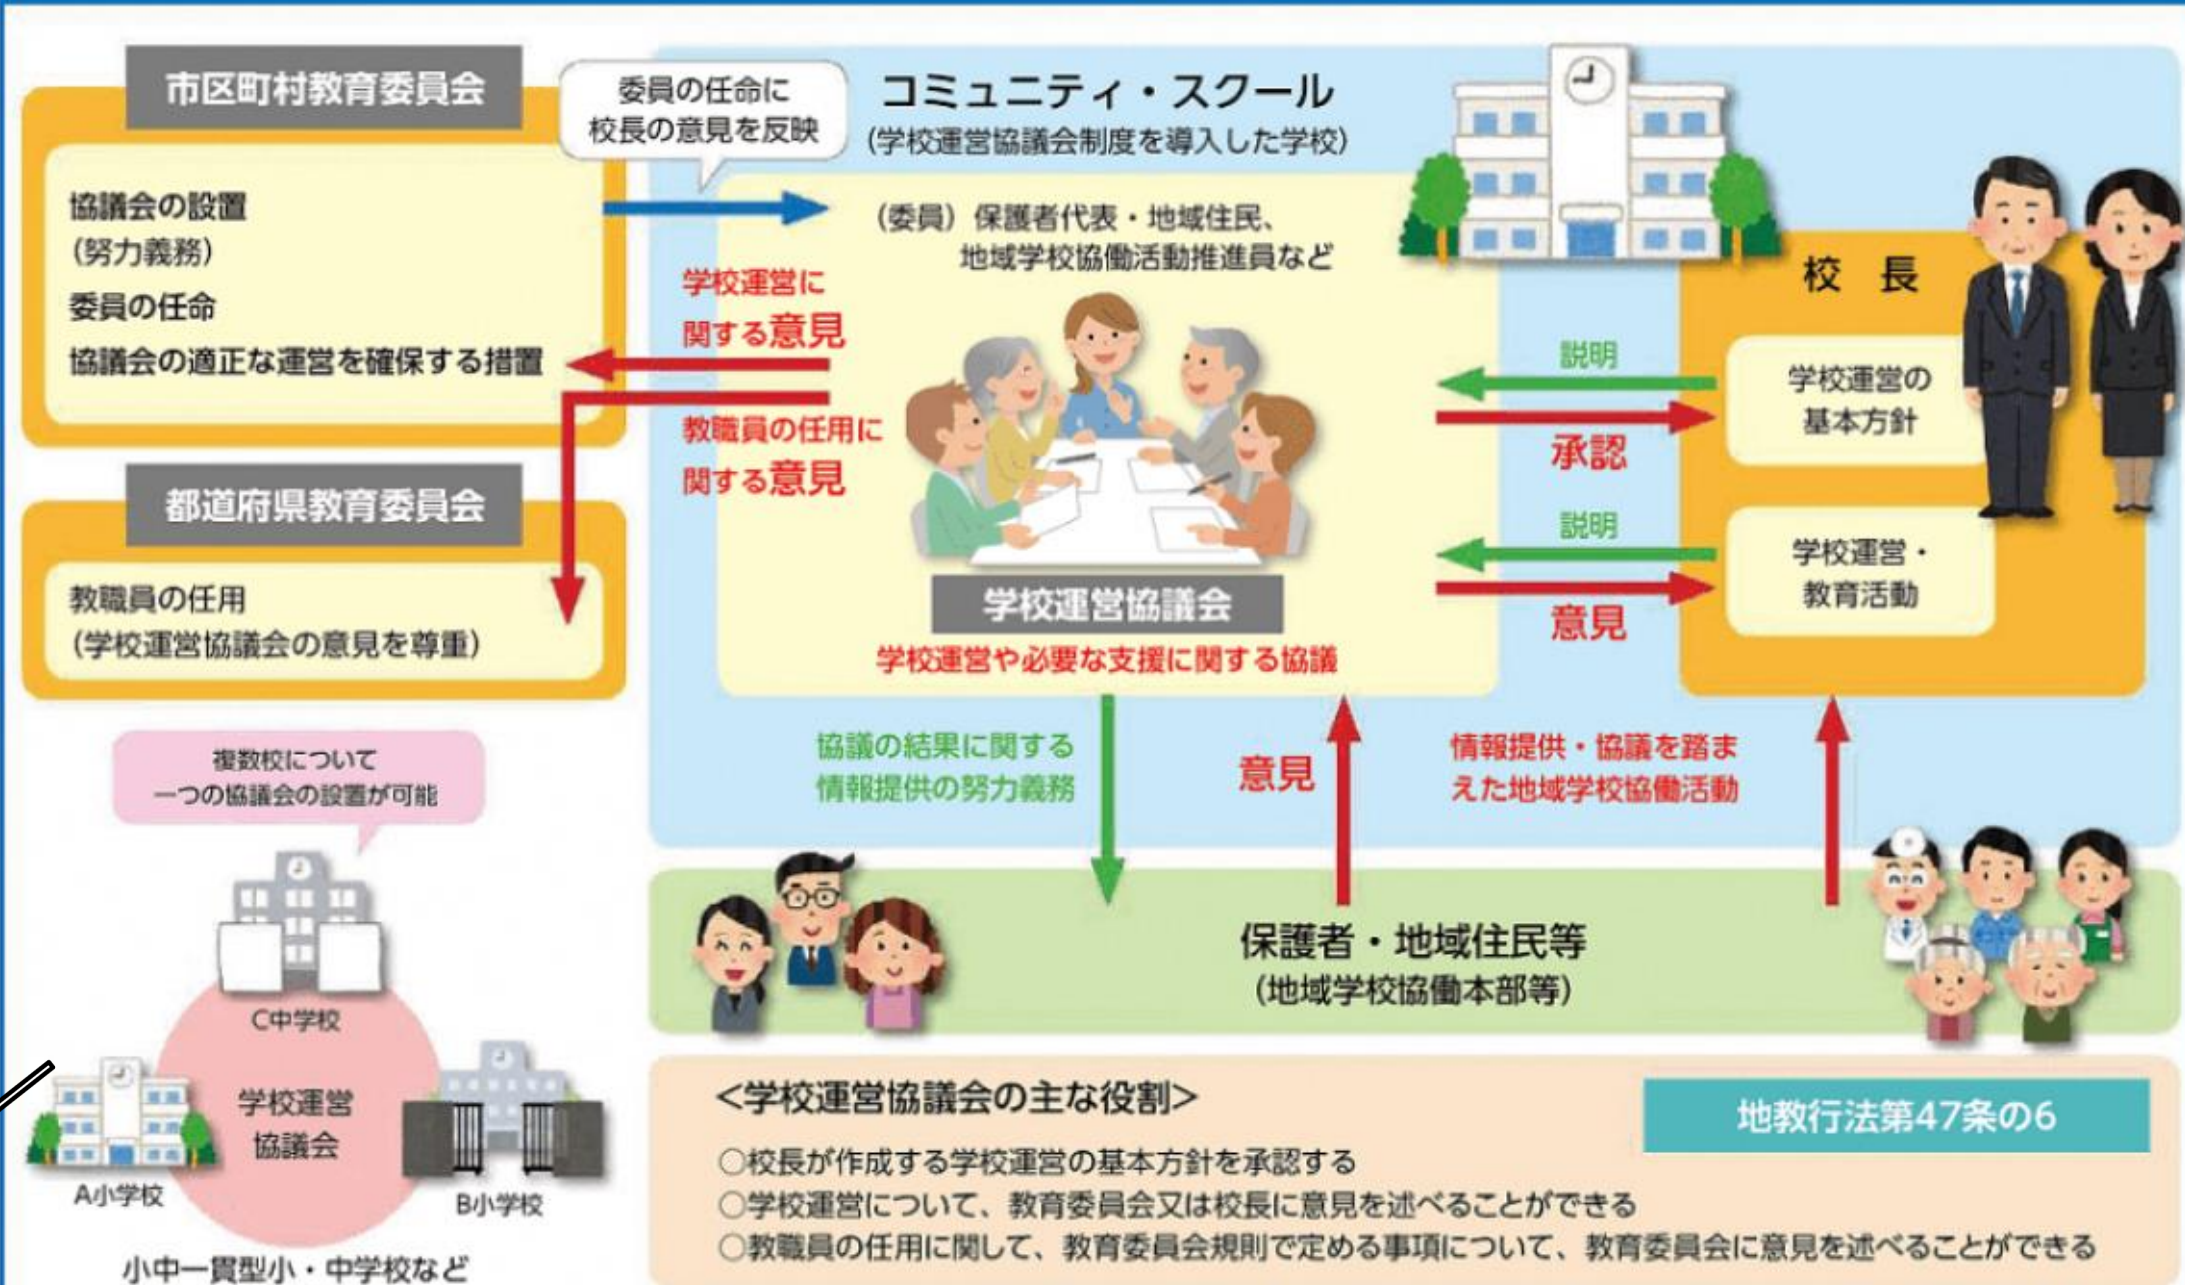 市区町村教育委員会
協議会の設置
(努力義務)
委員の任命
協議会の適正な運営を確保する措置
都道府県教育委員会
教職員の任用
(学校運営協議会の意見を尊重)
委員の任命に
校長の意見を反映
コミュニティ・スクール
(学校運営協議会制度を導入した学校)
(委員)保護者代表・地域住民、
地域学校協働活動推進員など
学校運営に
関する意見
教職員の任用に
関する意見
学校運営協議会
学校運営や必要な支援に関する協議
校 長
説明
承認
学校運営の
基本方針
説明
意見
学校運営・
教育活動
協議の結果に関する
情報提供の努力義務
意見
情報提供・協議を踏ま
えた地域学校協働活動
保護者・地域住民等
(地域学校協働本部等)
複数校について
一つの協議会の設置が可能
C中学校
学校運営
協議会
A小学校
B小学校
小中一貫型小・中学校など
<学校運営協議会の主な役割>
地教行法第47条の6
○校長が作成する学校運営の基本方針を承認する
○学校運営について、教育委員会又は校長に意見を述べることができる
○教職員の任用に関して、教育委員会規則で定める事項について、教育委員会に意見を述べることができる